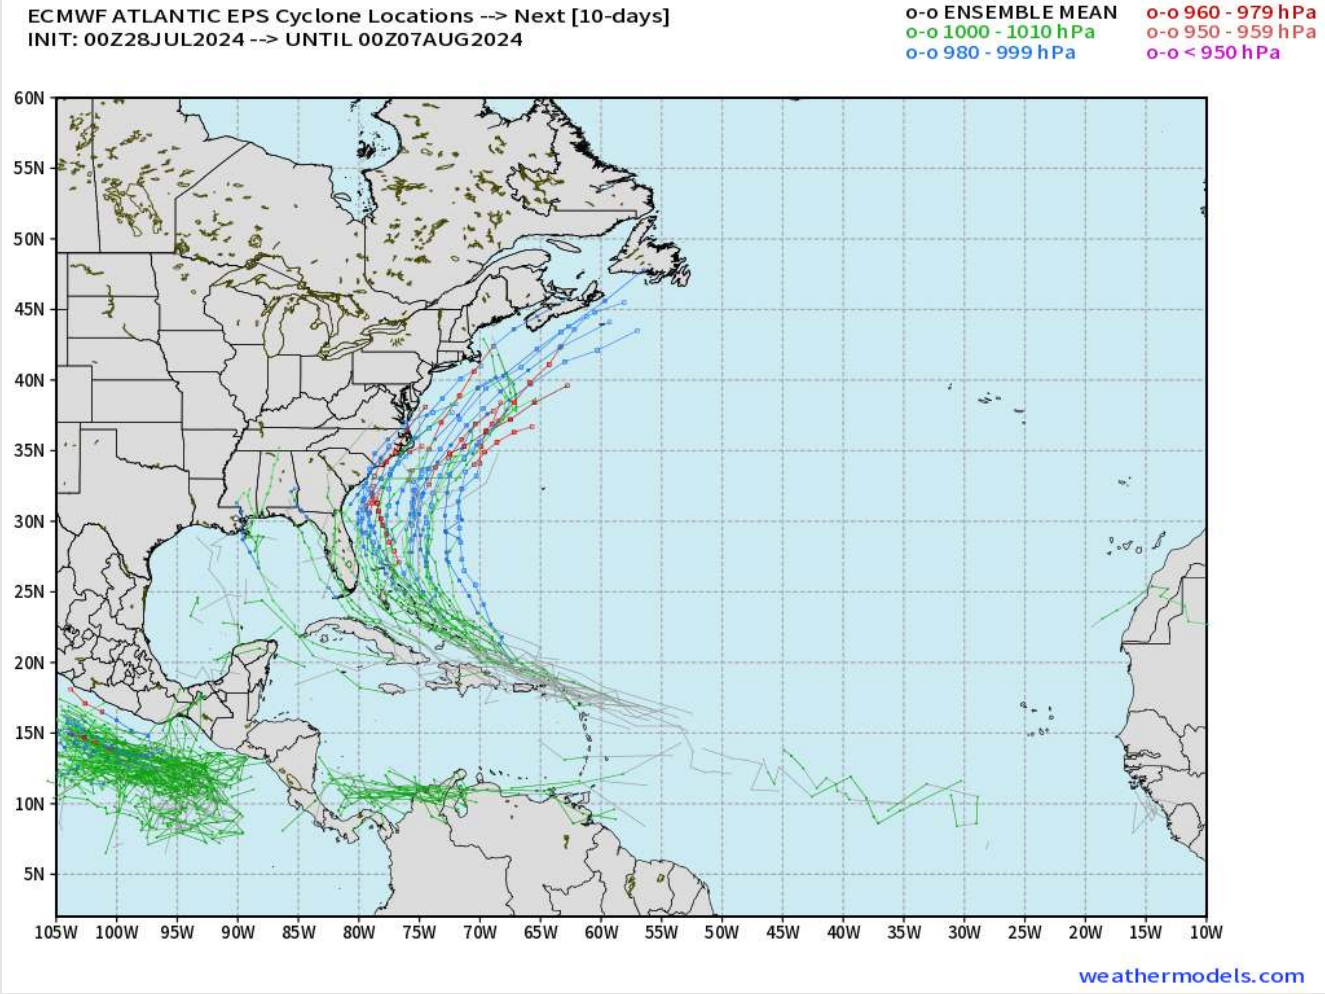 ECMWF ATLANTIC EPS Cyclone Locations --> Next [10-days]
INIT: 00Z28JUL2024 --> UNTIL 00Z07AUG2024
o-o ENSEMBLE MEAN
o-o 960 - 979 hPa
o-o 1000 - 1010 hPa
o-o 950 - 959 hPa
o-o 980 - 999 hPa
o-o < 950 hPa
60N
55N
50N
45N
40N
35N
30N
25N
20N
15N
10N
5N
105W 100W 95W 90W 85W 80W 75W 70W 65W 60W 55W 50W 45W 40W 35W 30W 25W 20W 15W 10W
weathermodels.com